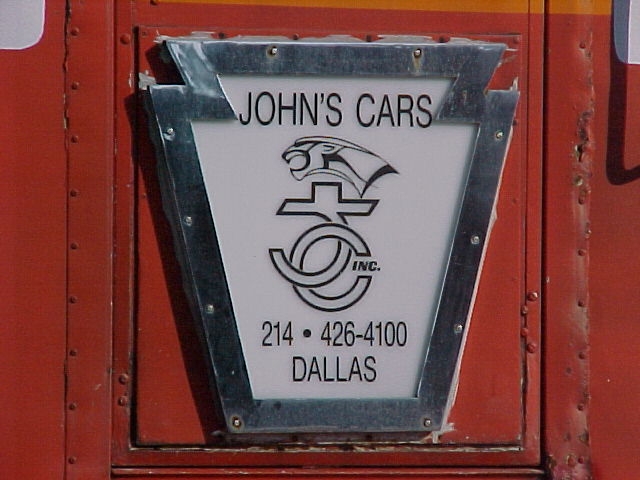 JOHN'S CARS
INC.
214 • 426-4100
DALLAS